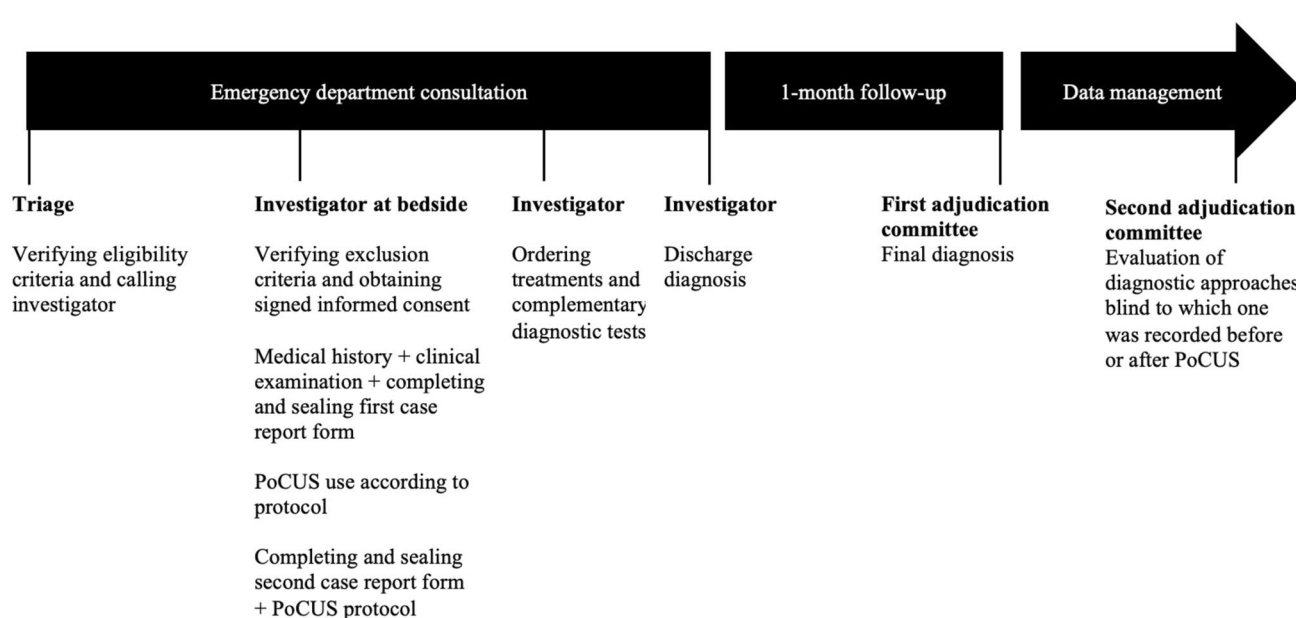 Emergency department consultation
1-month follow-up
Data management
Triage
Verifying eligibility
criteria and calling
investigator
Investigator at bedside
Verifying exclusion
criteria and obtaining
signed informed consent
Medical history + clinical
examination + completing
and sealing first case
report form
PoCUS use according to
protocol
Completing and sealing
second case report form
+ PoCUS protocol
Investigator
Ordering
treatments and
complementary
diagnostic tests
Investigator
Discharge
diagnosis
First adjudication
committee
Final diagnosis
Second adjudication
committee
Evaluation of
diagnostic approaches
blind to which one
was recorded before
or after PoCUS